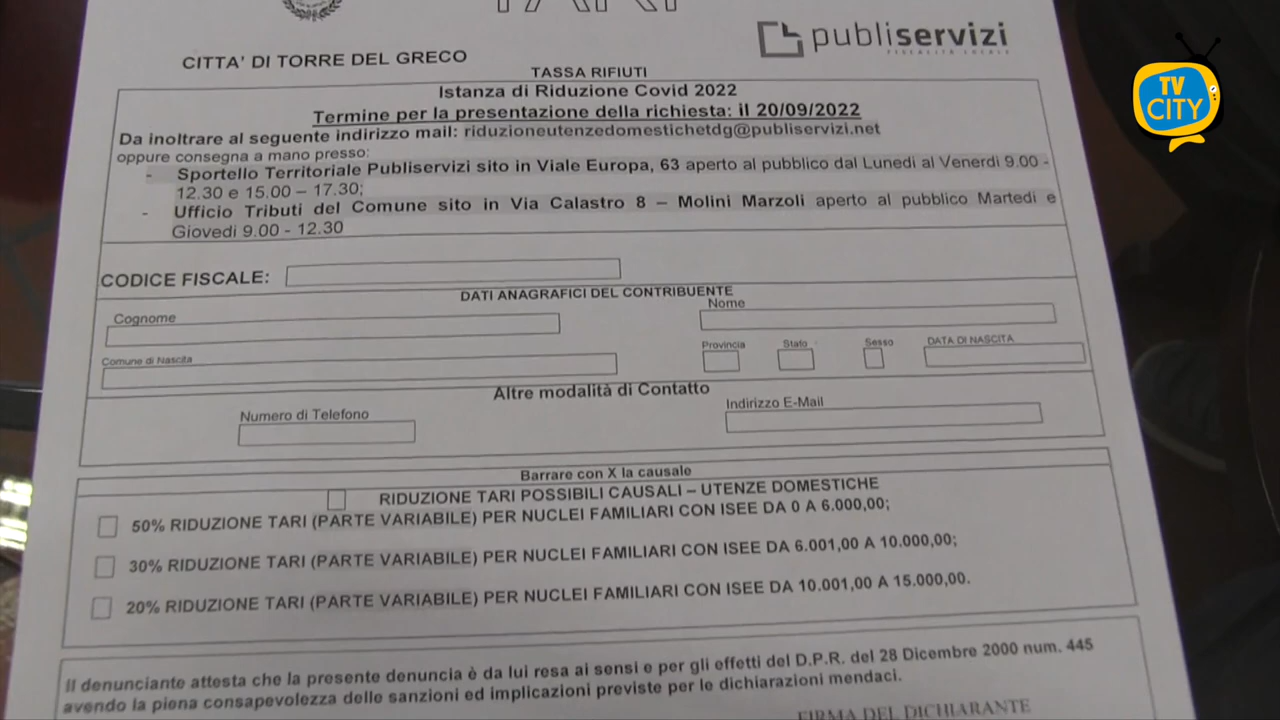 TARI
publiservizi
FISCALITÀ LOCALE
TV
CITY
CITTA' DI TORRE DEL GRECO
TASSA RIFIUTI
Istanza di Riduzione Covid 2022
Termine per la presentazione della richiesta: il 20/09/2022
Da inoltrare al seguente indirizzo mail: riduzioneutenzedomestichetdg@publiservizi.net
oppure consegna a mano presso:
- Sportello Territoriale Publiservizi sito in Viale Europa, 63 aperto al pubblico dal Lunedi al Venerdi 9.00 -
12.30 e 15.00 – 17.30;
- Ufficio Tributi del Comune sito in Via Calastro 8 – Molini Marzoli aperto al pubblico Martedi e
Giovedi 9.00 - 12.30
CODICE FISCALE:
DATI ANAGRAFICI DEL CONTRIBUENTE
Cognome
Nome
Comune di Nascita
Provincia
Stato
Sesso
DATA DI NASCITA
Altre modalità di Contatto
Numero di Telefono
Indirizzo E-Mail
Barrare con X la causale
RIDUZIONE TARI POSSIBILI CAUSALI – UTENZE DOMESTICHE
50% RIDUZIONE TARI (PARTE VARIABILE) PER NUCLEI FAMILIARI CON ISEE DA 0 A 6.000,00;
30% RIDUZIONE TARI (PARTE VARIABILE) PER NUCLEI FAMILIARI CON ISEE DA 6.001,00 A 10.000,00;
20% RIDUZIONE TARI (PARTE VARIABILE) PER NUCLEI FAMILIARI CON ISEE DA 10.001,00 A 15.000,00.
Il denunciante attesta che la presente denuncia è da lui resa ai sensi e per gli effetti del D.P.R. del 28 Dicembre 2000 num. 445
avendo la piena consapevolezza delle sanzioni ed implicazioni previste per le dichiarazioni mendaci.
FIRMA DEL DICHIARANTE